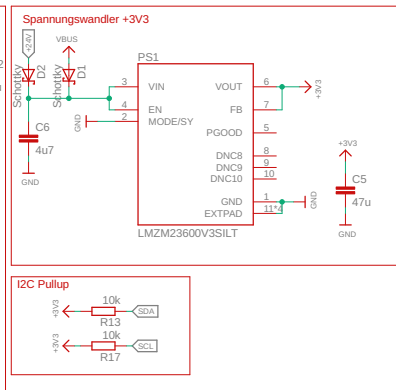 Spannungswandler +3V3
+24V
VBUS
PS1
Schottky
D2
Schottky
D1
3
VIN
VOUT
6
+3V3
4
EN
FB
7
GND
2
MODE/SY
PGOOD
5
C6
4u7
GND
DNC8
8
DNC9
9
DNC10
10
+3V3
GND
1
GND
EXTPAD
11*4
C5
47u
GND
LMZM23600V3SILT
I2C Pullup
+3V3
10k
R13
SDA
+3V3
10k
R17
SCL